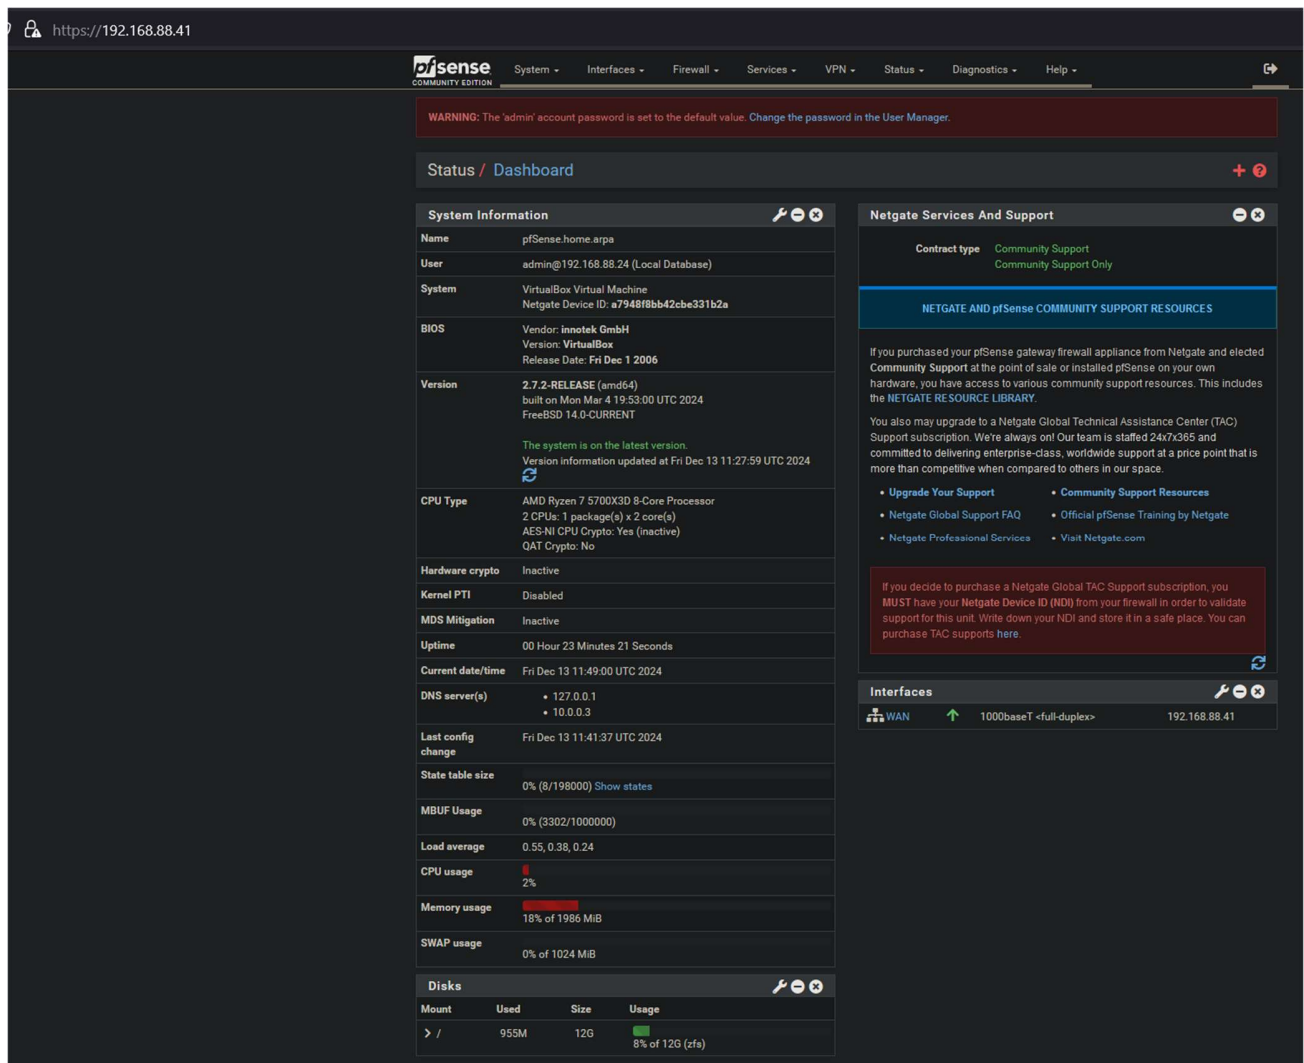 https://192.168.88.41
pfsense
COMMUNITY EDITION
System
Interfaces
Firewall
Services
VPN
Status
Diagnostics
Help
WARNING: The 'admin' account password is set to the default value. Change the password in the User Manager.
Status / Dashboard
System Information
Name pfSense.home.arpa
User admin@192.168.88.24 (Local Database)
System VirtualBox Virtual Machine
Netgate Device ID: a7948f8bb42cbe331b2a
BIOS Vendor: innotek GmbH
Version: VirtualBox
Release Date: Fri Dec 1 2006
Version 2.7.2-RELEASE (amd64)
built on Mon Mar 4 19:53:00 UTC 2024
FreeBSD 14.0-CURRENT
The system is on the latest version.
Version information updated at Fri Dec 13 11:27:59 UTC 2024
CPU Type AMD Ryzen 7 5700X3D 8-Core Processor
2 CPUs: 1 package(s) x 2 core(s)
AES-NI CPU Crypto: Yes (inactive)
QAT Crypto: No
Hardware crypto Inactive
Kernel PTI Disabled
MDS Mitigation Inactive
Uptime 00 Hour 23 Minutes 21 Seconds
Current date/time Fri Dec 13 11:49:00 UTC 2024
DNS server(s) • 127.0.0.1
• 10.0.0.3
Last config change Fri Dec 13 11:41:37 UTC 2024
State table size
0% (8/198000) Show states
MBUF Usage
0% (3302/1000000)
Load average 0.55, 0.38, 0.24
CPU usage
2%
Memory usage
18% of 1986 MiB
SWAP usage
0% of 1024 MiB
Disks
Mount Used Size Usage
/ 955M 12G
8% of 12G (zfs)
Netgate Services And Support
Contract type Community Support
Community Support Only
NETGATE AND pfSense COMMUNITY SUPPORT RESOURCES
If you purchased your pfSense gateway firewall appliance from Netgate and elected
Community Support at the point of sale or installed pfSense on your own
hardware, you have access to various community support resources. This includes
the NETGATE RESOURCE LIBRARY.
You also may upgrade to a Netgate Global Technical Assistance Center (TAC)
Support subscription. We're always on! Our team is staffed 24x7x365 and
committed to delivering enterprise-class, worldwide support at a price point that is
more than competitive when compared to others in our space.
• Upgrade Your Support • Community Support Resources
• Netgate Global Support FAQ • Official pfSense Training by Netgate
• Netgate Professional Services • Visit Netgate.com
If you decide to purchase a Netgate Global TAC Support subscription, you
MUST have your Netgate Device ID (NDI) from your firewall in order to validate
support for this unit. Write down your NDI and store it in a safe place. You can
purchase TAC supports here.
Interfaces
WAN 1000baseT <full-duplex> 192.168.88.41